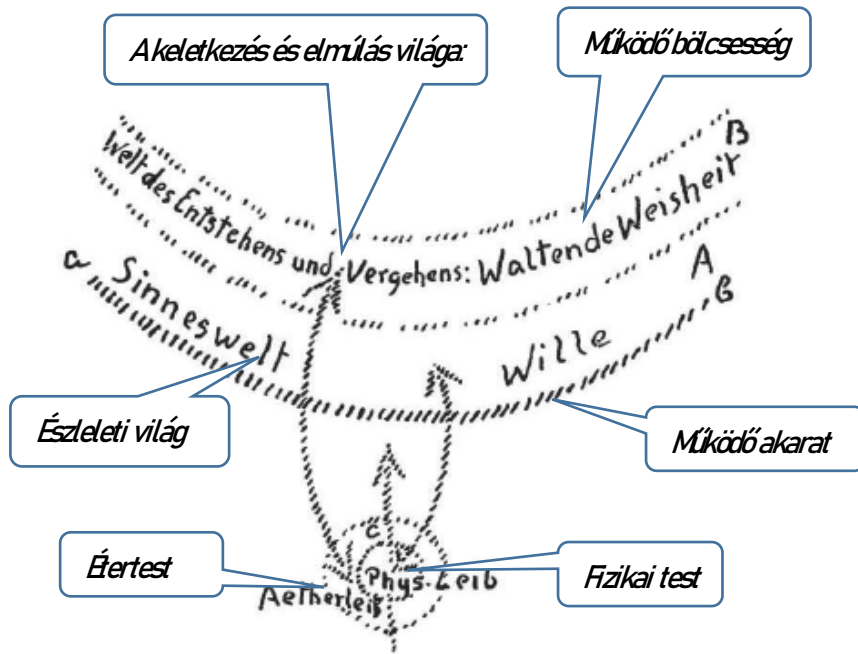 A keletkezés és elmúlás világa:
Működő bölcsesség
B
Welt des Entstehens und Vergehens: Waltende Weisheit
A
a Sinneswelt Wille b
Észleleti világ
Működő akarat
c
Étertest
Phys. Leib
Fizikai test
Aetherleib